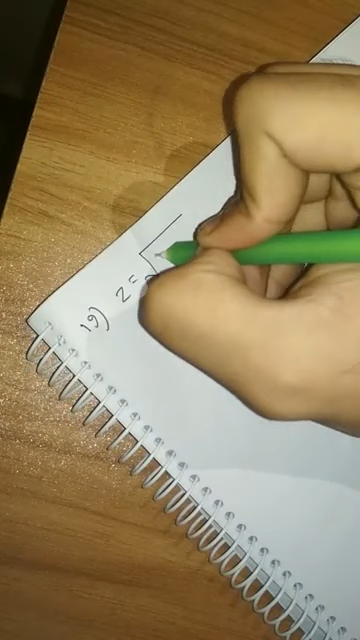 19) z = √